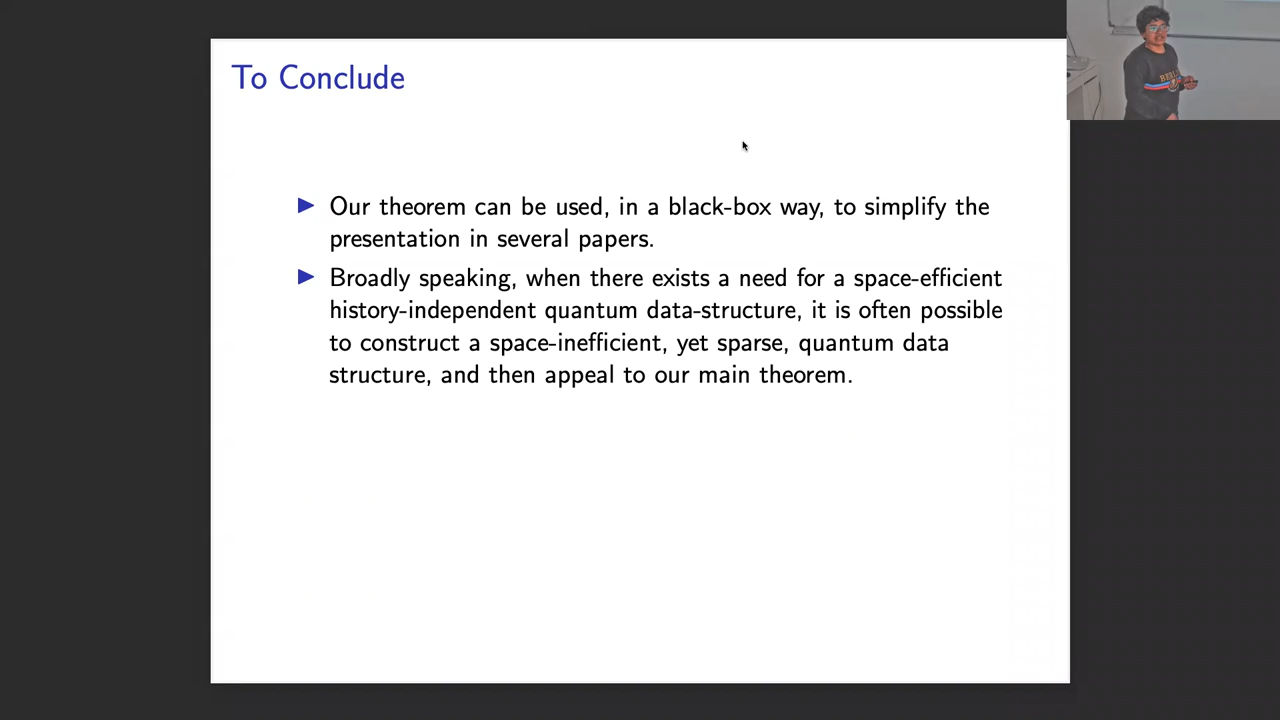 To Conclude
Our theorem can be used, in a black-box way, to simplify the
presentation in several papers.
Broadly speaking, when there exists a need for a space-efficient
history-independent quantum data-structure, it is often possible
to construct a space-inefficient, yet sparse, quantum data
structure, and then appeal to our main theorem.